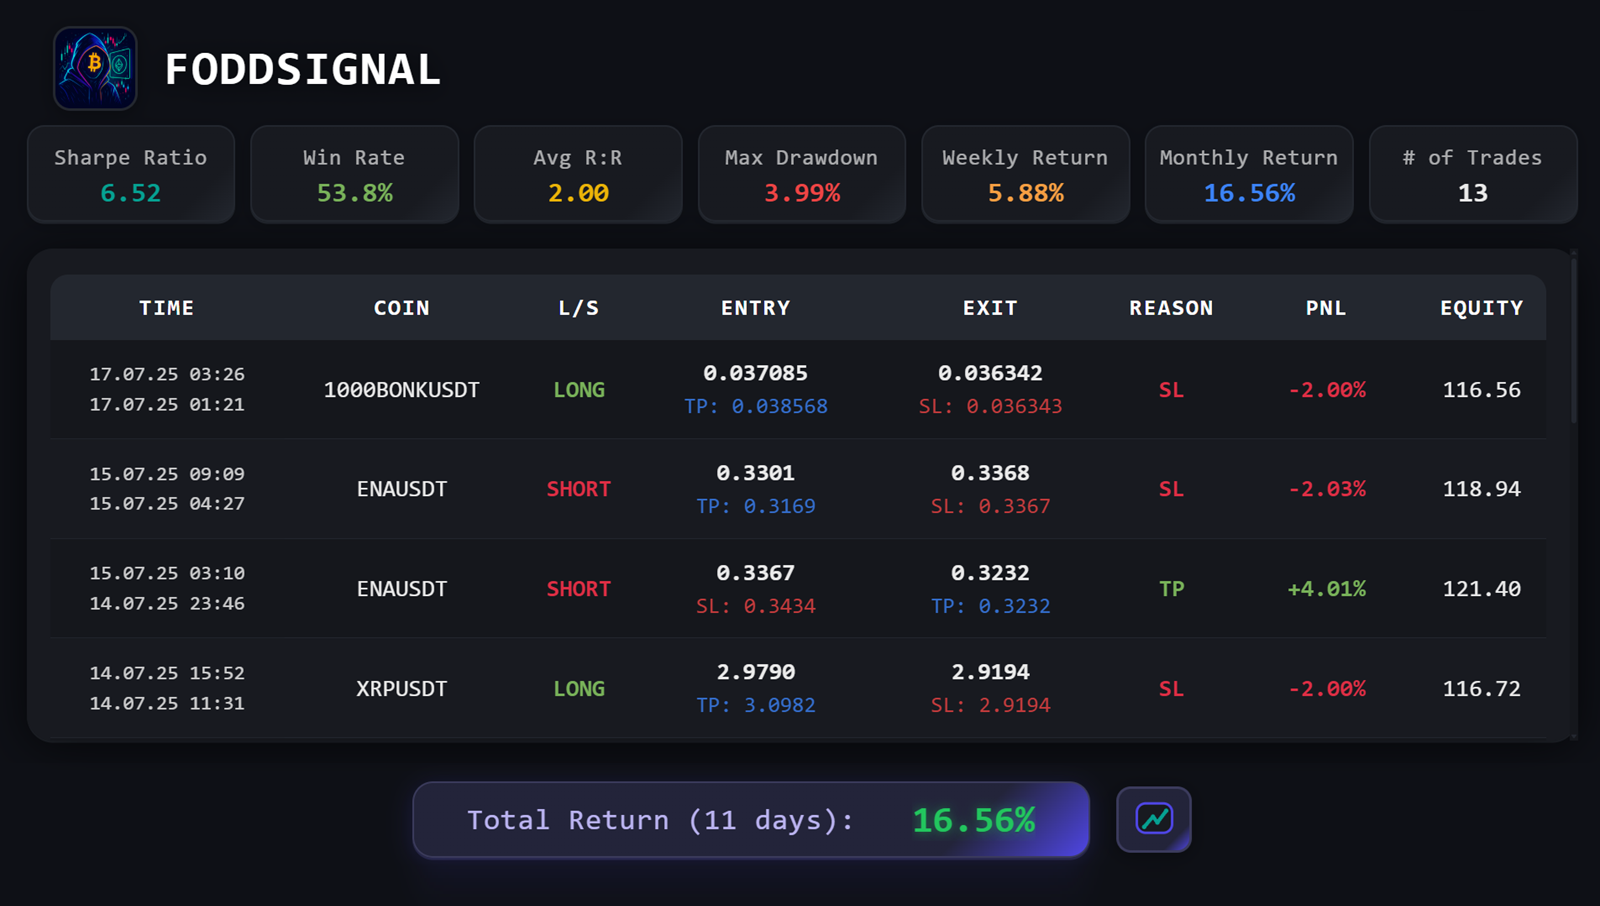 FODDSIGNAL
Sharpe Ratio
6.52
Win Rate
53.8%
Avg R:R
2.00
Max Drawdown
3.99%
Weekly Return
5.88%
Monthly Return
16.56%
# of Trades
13
TIME COIN L/S ENTRY EXIT REASON PNL EQUITY
17.07.25 03:26
17.07.25 01:21
1000BONKUSDT
LONG
0.037085
TP: 0.038568
0.036342
SL: 0.036343
SL
-2.00%
116.56
15.07.25 09:09
15.07.25 04:27
ENAUSDT
SHORT
0.3301
TP: 0.3169
0.3368
SL: 0.3367
SL
-2.03%
118.94
15.07.25 03:10
14.07.25 23:46
ENAUSDT
SHORT
0.3367
SL: 0.3434
0.3232
TP: 0.3232
TP
+4.01%
121.40
14.07.25 15:52
14.07.25 11:31
XRPUSDT
LONG
2.9790
TP: 3.0982
2.9194
SL: 2.9194
SL
-2.00%
116.72
Total Return (11 days): 16.56%